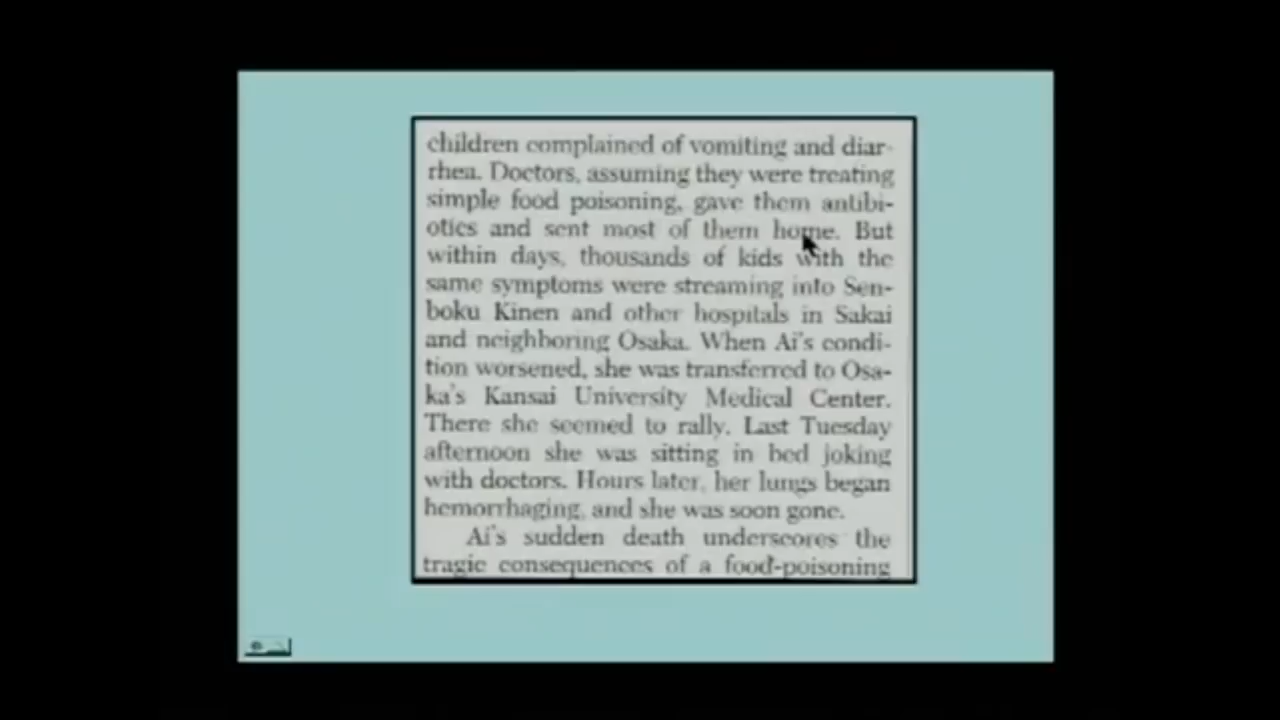 children complained of vomiting and diar-
rhea. Doctors, assuming they were treating
simple food poisoning, gave them antibi-
otics and sent most of them home. But
within days, thousands of kids with the
same symptoms were streaming into Sen-
boku Kinen and other hospitals in Sakai
and neighboring Osaka. When Ai's condi-
tion worsened, she was transferred to Osa-
ka's Kansai University Medical Center.
There she seemed to rally. Last Tuesday
afternoon she was sitting in bed joking
with doctors. Hours later, her lungs began
hemorrhaging, and she was soon gone.
Ai's sudden death underscores the
tragic consequences of a food-poisoning